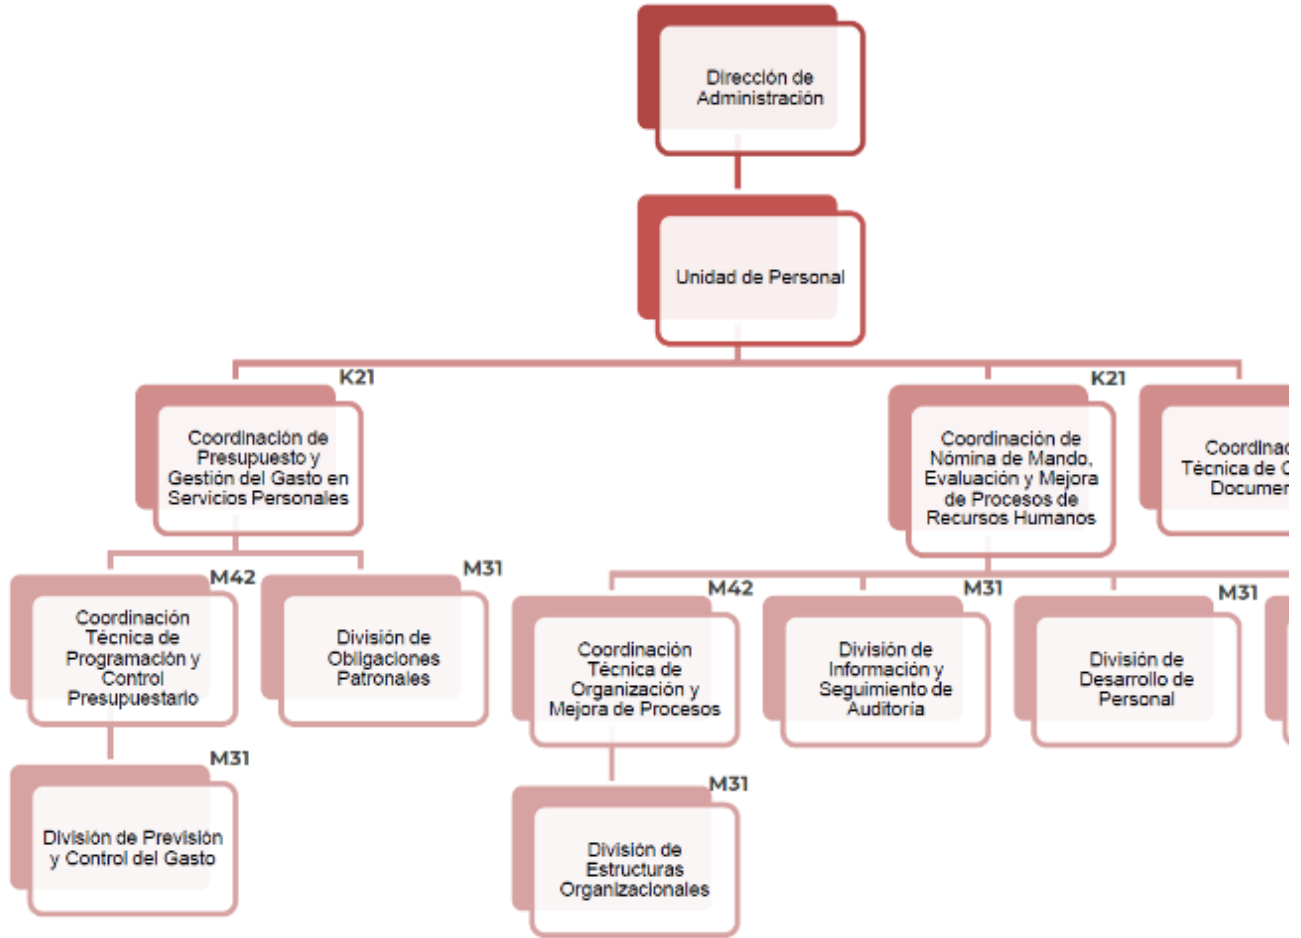 Dirección de
Administración
Unidad de Personal
K21
Coordinación de
Presupuesto y
Gestión del Gasto en
Servicios Personales
K21
Coordinación de
Nómina de Mando,
Evaluación y Mejora
de Procesos de
Recursos Humanos
Técnica de
M42
Coordinación
Técnica de
Programación y
Control
Presupuestario
M31
División de
Obligaciones
Patronales
M42
Coordinación
Técnica de
Organización y
Mejora de Procesos
M31
División de
Información y
Seguimiento de
Auditoría
M31
División de
Desarrollo de
Personal
M31
División de Previsión
y Control del Gasto
M31
División de
Estructuras
Organizacionales